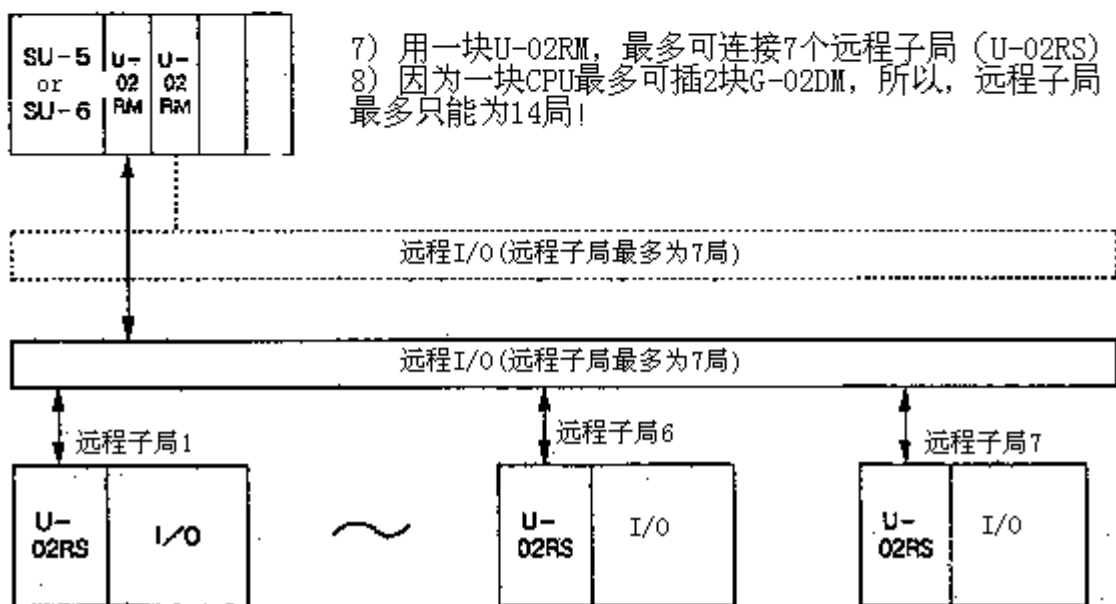 SU-5
or
SU-6
U-
02
RM
U-
02
RM
7) 用一块U-02RM, 最多可连接7个远程子局 (U-02RS)
8) 因为一块CPU最多可插2块G-02DM, 所以, 远程子局
最多只能为14局!
远程I/O(远程子局最多为7局)
远程I/O(远程子局最多为7局)
远程子局1
远程子局6
远程子局7
U-
02RS
I/O
U-
02RS
I/O
U-
02RS
I/O